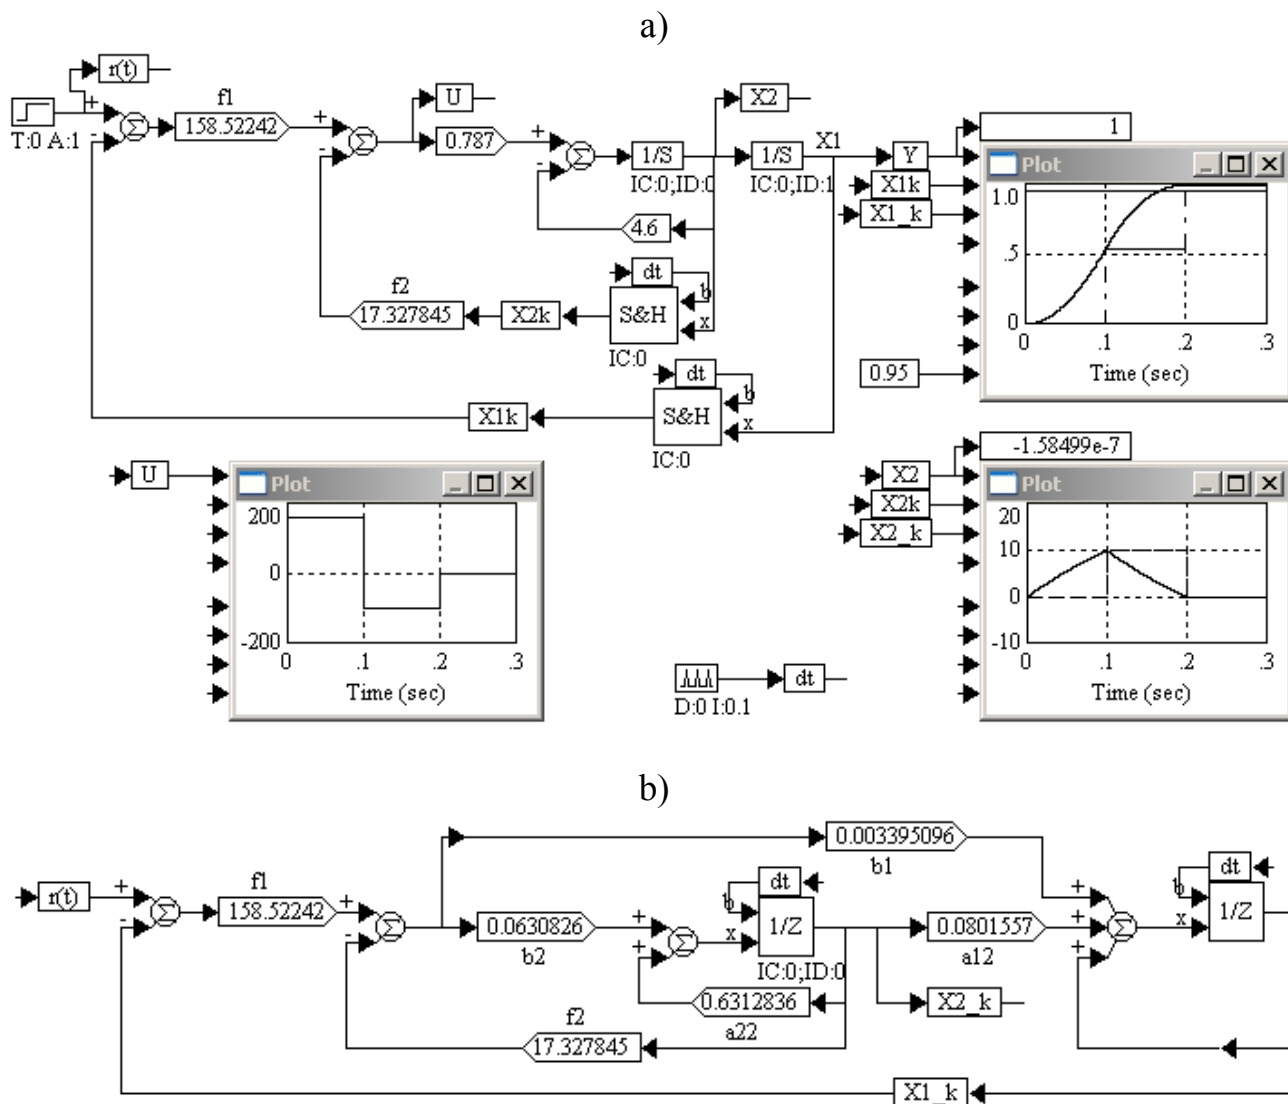 a)
r(t)
T:0 A:1
f1
158.52242
U
0.787
1/S
IC:0;ID:0
X2
1/S
IC:0;ID:1
X1
Y
1
X1k
X1_k
4.6
dt
f2
17.327845
X2k
S&H
b
x
IC:0
dt
X1k
S&H
b
x
IC:0
0.95
Plot
1.0
.5
0
0 .1 .2 .3
Time (sec)
U
Plot
200
0
-200
0 .1 .2 .3
Time (sec)
D:0 I:0.1
dt
-1.58499e-7
X2
X2k
X2_k
Plot
20
10
0
-10
0 .1 .2 .3
Time (sec)
b)
r(t)
f1
158.52242
0.003395096
b1
0.0630826
b2
dt
b
x
1/Z
IC:0;ID:0
0.6312836
a22
f2
17.327845
0.0801557
a12
X2_k
dt
b
x
1/Z
X1_k